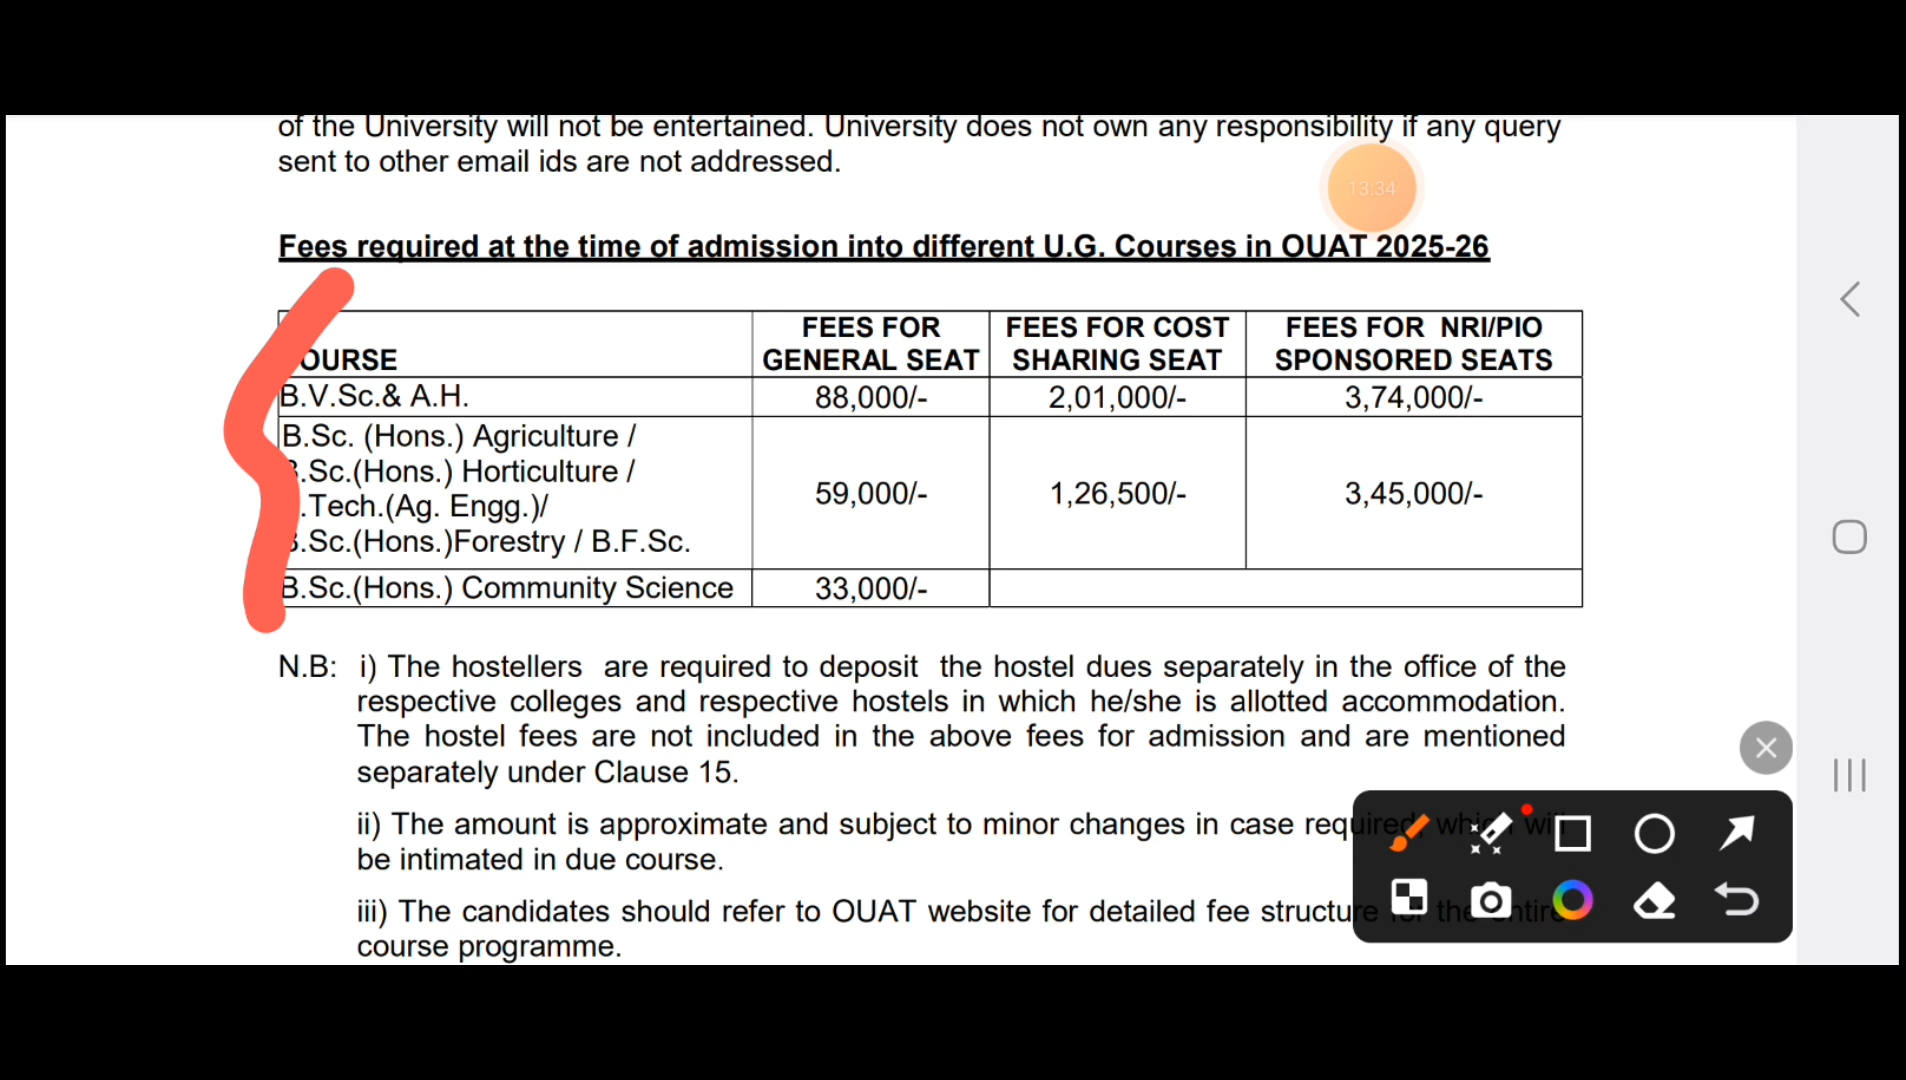 of the University will not be entertained. University does not own any responsibility if any query
sent to other email ids are not addressed.
13:34
Fees required at the time of admission into different U.G. Courses in OUAT 2025-26
OURSE
FEES FOR GENERAL SEAT
FEES FOR COST SHARING SEAT
FEES FOR NRI/PIO SPONSORED SEATS
B.V.Sc.& A.H. 88,000/- 2,01,000/- 3,74,000/-
B.Sc. (Hons.) Agriculture /
B.Sc.(Hons.) Horticulture /
.Tech.(Ag. Engg.)/
B.Sc.(Hons.)Forestry / B.F.Sc.
59,000/- 1,26,500/- 3,45,000/-
B.Sc.(Hons.) Community Science 33,000/-
N.B: i) The hostellers are required to deposit the hostel dues separately in the office of the
respective colleges and respective hostels in which he/she is allotted accommodation.
The hostel fees are not included in the above fees for admission and are mentioned
separately under Clause 15.
ii) The amount is approximate and subject to minor changes in case required, which will
be intimated in due course.
iii) The candidates should refer to OUAT website for detailed fee structure for the entire
course programme.